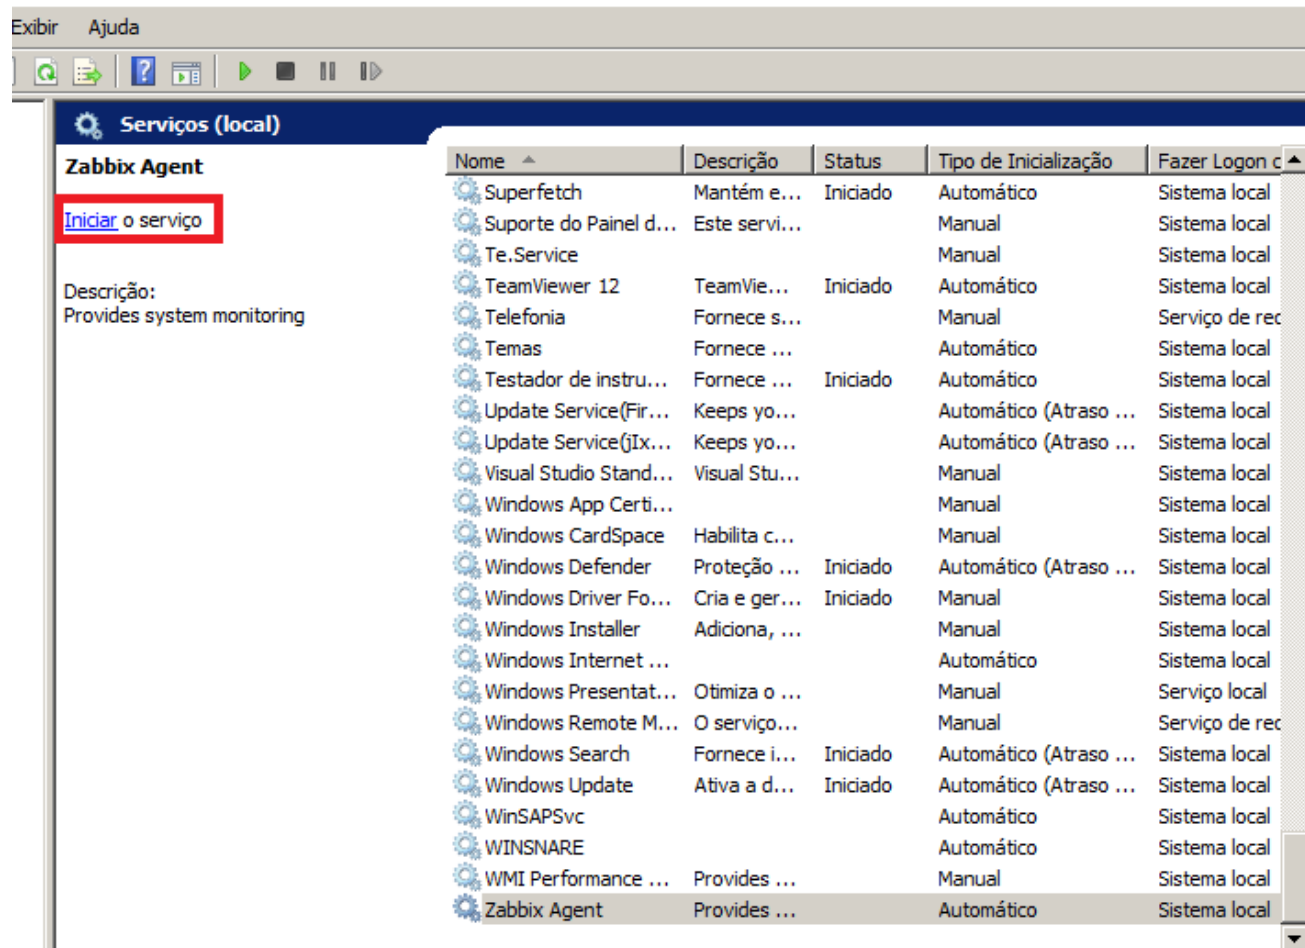 Exibir Ajuda
Serviços (local)
Zabbix Agent
Iniciar o serviço
Descrição:
Provides system monitoring
Nome Descrição Status Tipo de Inicialização Fazer Logon c
Superfetch Mantém e... Iniciado Automático Sistema local
Suporte do Painel d... Este servi... Manual Sistema local
Te.Service Manual Sistema local
TeamViewer 12 TeamVie... Iniciado Automático Sistema local
Telefonia Fornece s... Manual Serviço de red
Temas Fornece ... Automático Sistema local
Testador de instru... Fornece ... Iniciado Automático Sistema local
Update Service(Fir... Keeps yo... Automático (Atraso ... Sistema local
Update Service(jIx... Keeps yo... Automático (Atraso ... Sistema local
Visual Studio Stand... Visual Stu... Manual Sistema local
Windows App Certi... Manual Sistema local
Windows CardSpace Habilita c... Manual Sistema local
Windows Defender Proteção ... Iniciado Automático (Atraso ... Sistema local
Windows Driver Fo... Cria e ger... Iniciado Manual Sistema local
Windows Installer Adiciona, ... Manual Sistema local
Windows Internet ... Automático Sistema local
Windows Presentat... Otimiza o ... Manual Serviço local
Windows Remote M... O serviço... Manual Serviço de red
Windows Search Fornece i... Iniciado Automático (Atraso ... Sistema local
Windows Update Ativa a d... Iniciado Automático (Atraso ... Sistema local
WinSAPSvc Automático Sistema local
WINSNARE Automático Sistema local
WMI Performance ... Provides ... Manual Sistema local
Zabbix Agent Provides ... Automático Sistema local